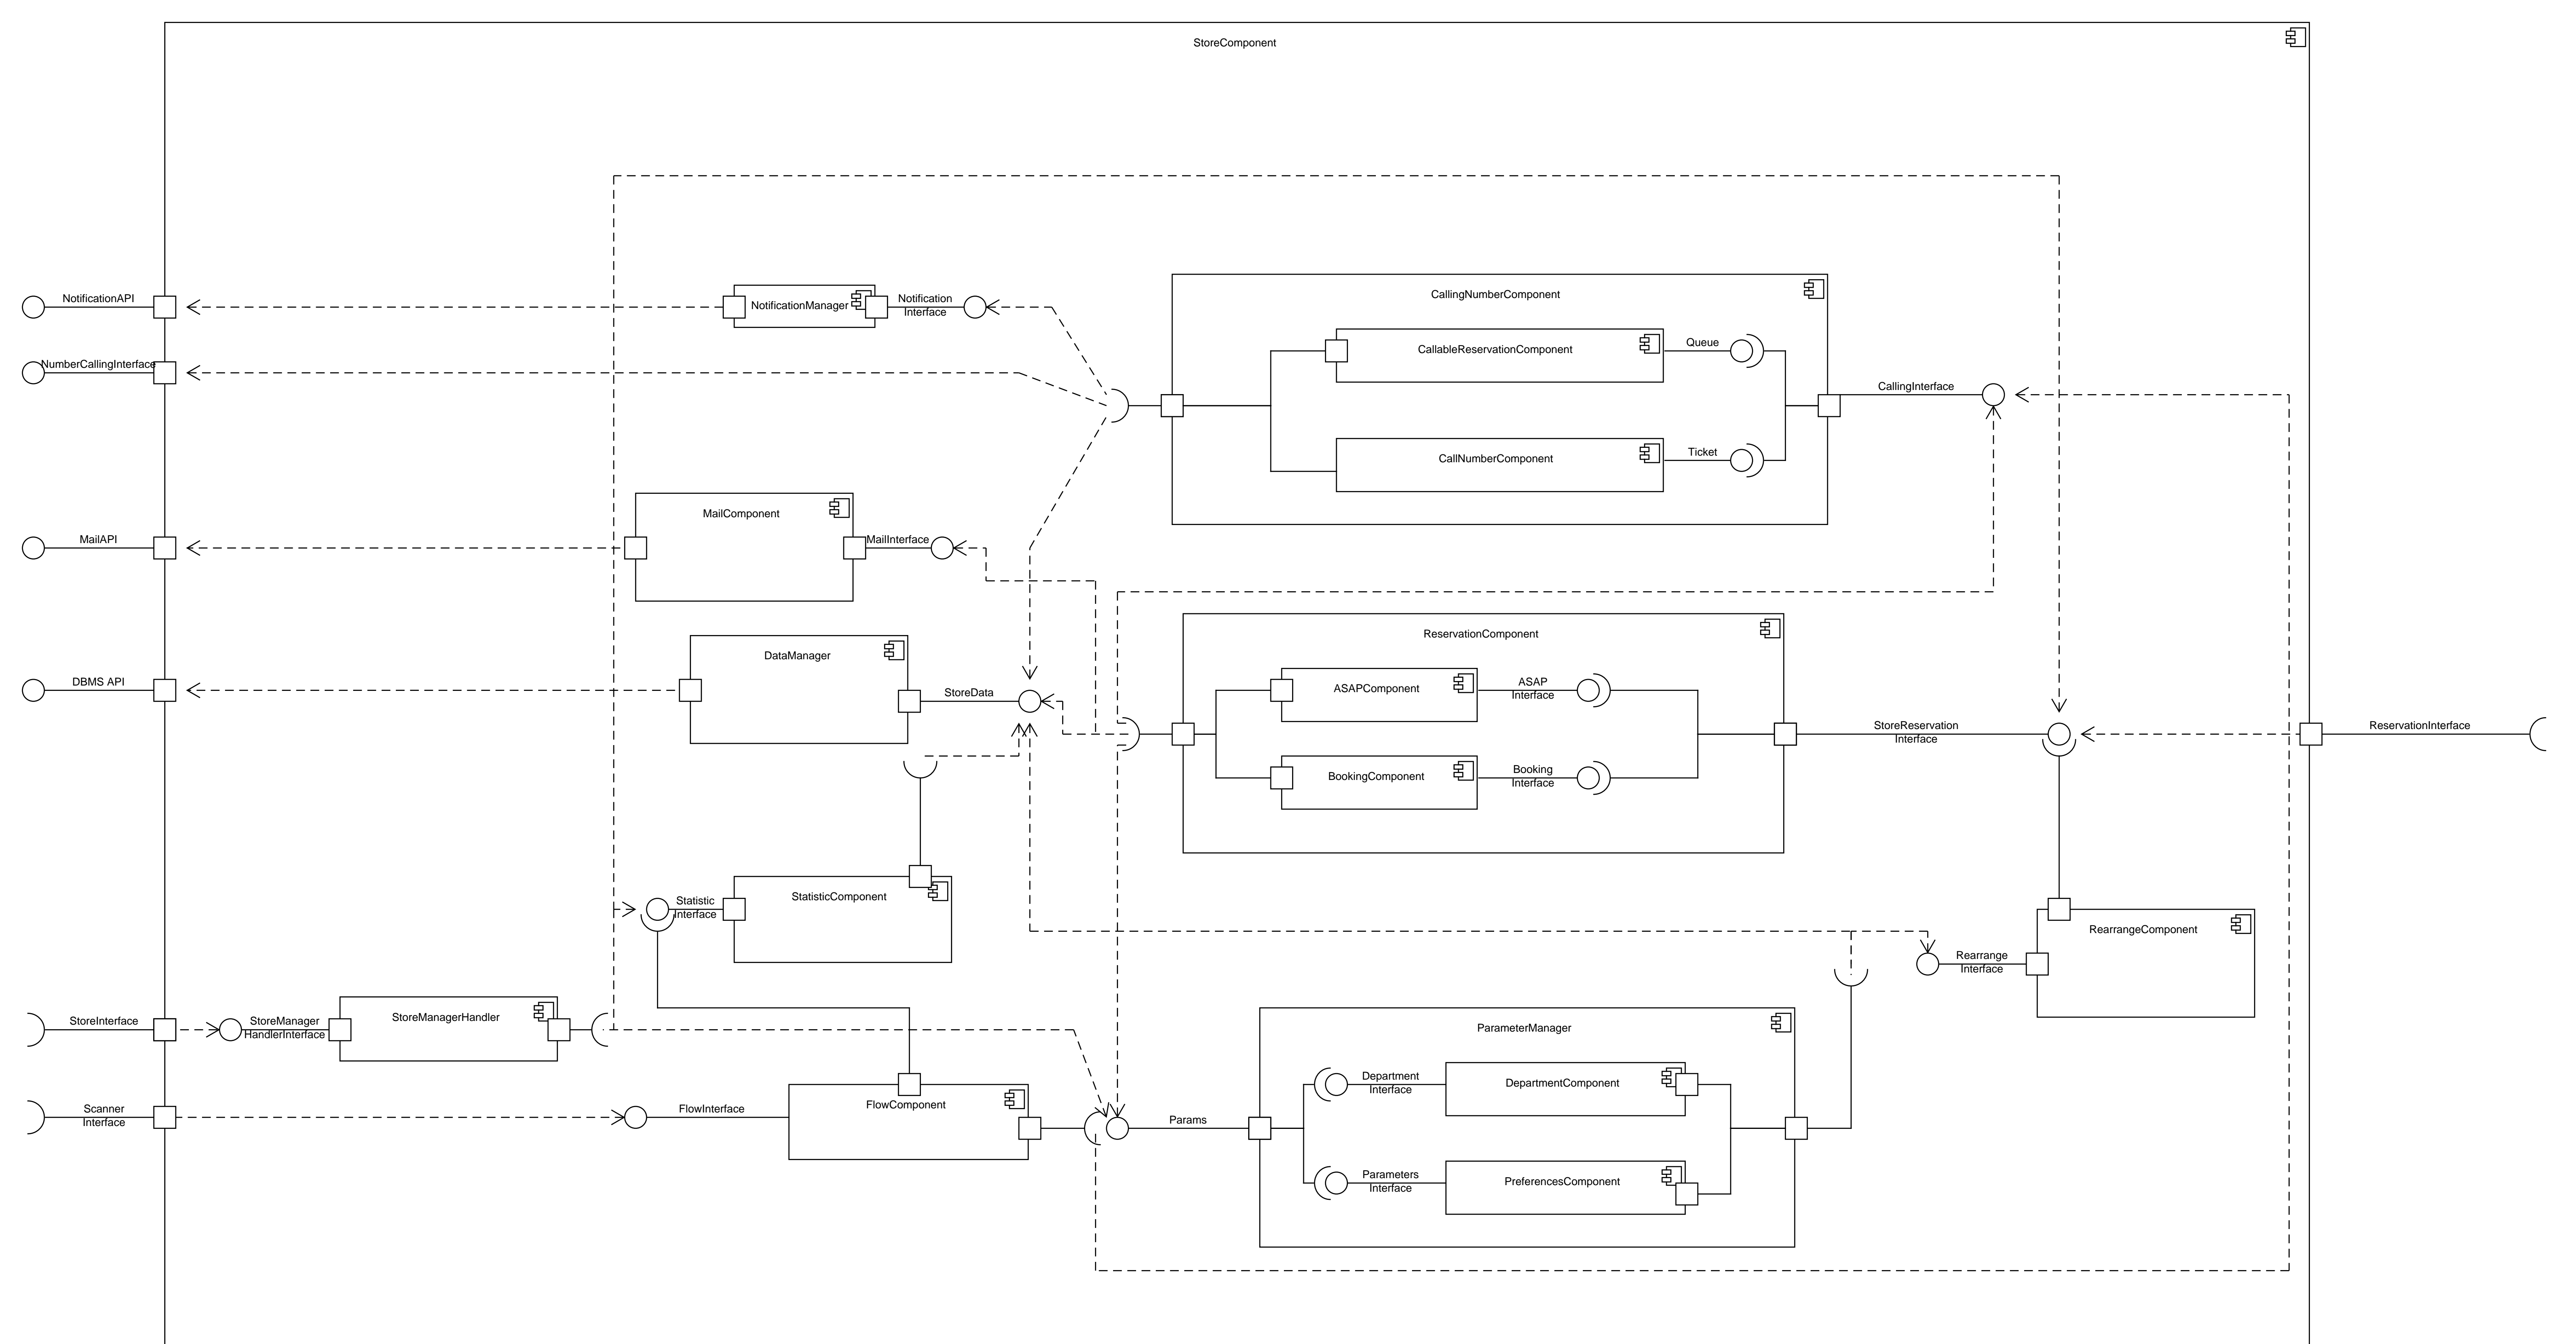 StoreComponent
NotificationAPI
NotificationManager
Notification
Interface
CallingNumberComponent
CallableReservationComponent
Queue
NumberCallingInterface
CallingInterface
CallNumberComponent
Ticket
MailComponent
MailAPI
MailInterface
ReservationComponent
DataManager
DBMS API
StoreData
ASAPComponent
ASAP
Interface
StoreReservation
Interface
ReservationInterface
BookingComponent
Booking
Interface
StatisticComponent
Statistic
Interface
RearrangeComponent
Rearrange
Interface
StoreInterface
StoreManager
HandlerInterface
StoreManagerHandler
ParameterManager
Department
Interface
DepartmentComponent
Scanner
Interface
FlowInterface
FlowComponent
Params
Parameters
Interface
PreferencesComponent